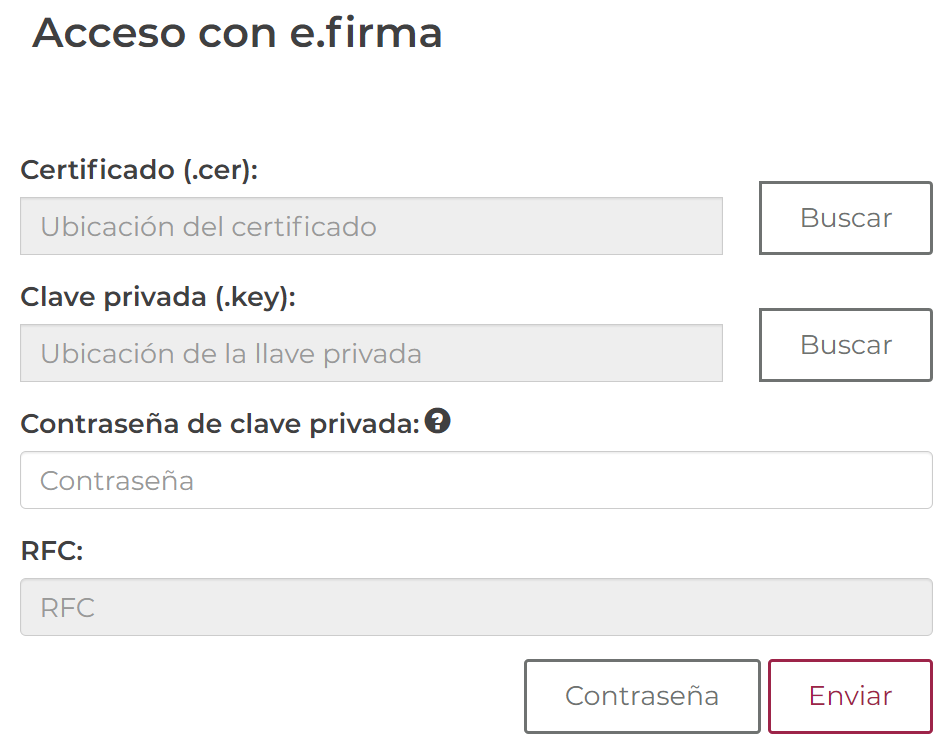 Acceso con e.firma
Certificado (.cer):
Ubicación del certificado
Buscar
Clave privada (.key):
Ubicación de la llave privada
Buscar
Contraseña de clave privada:?
Contraseña
RFC:
RFC
Contraseña
Enviar